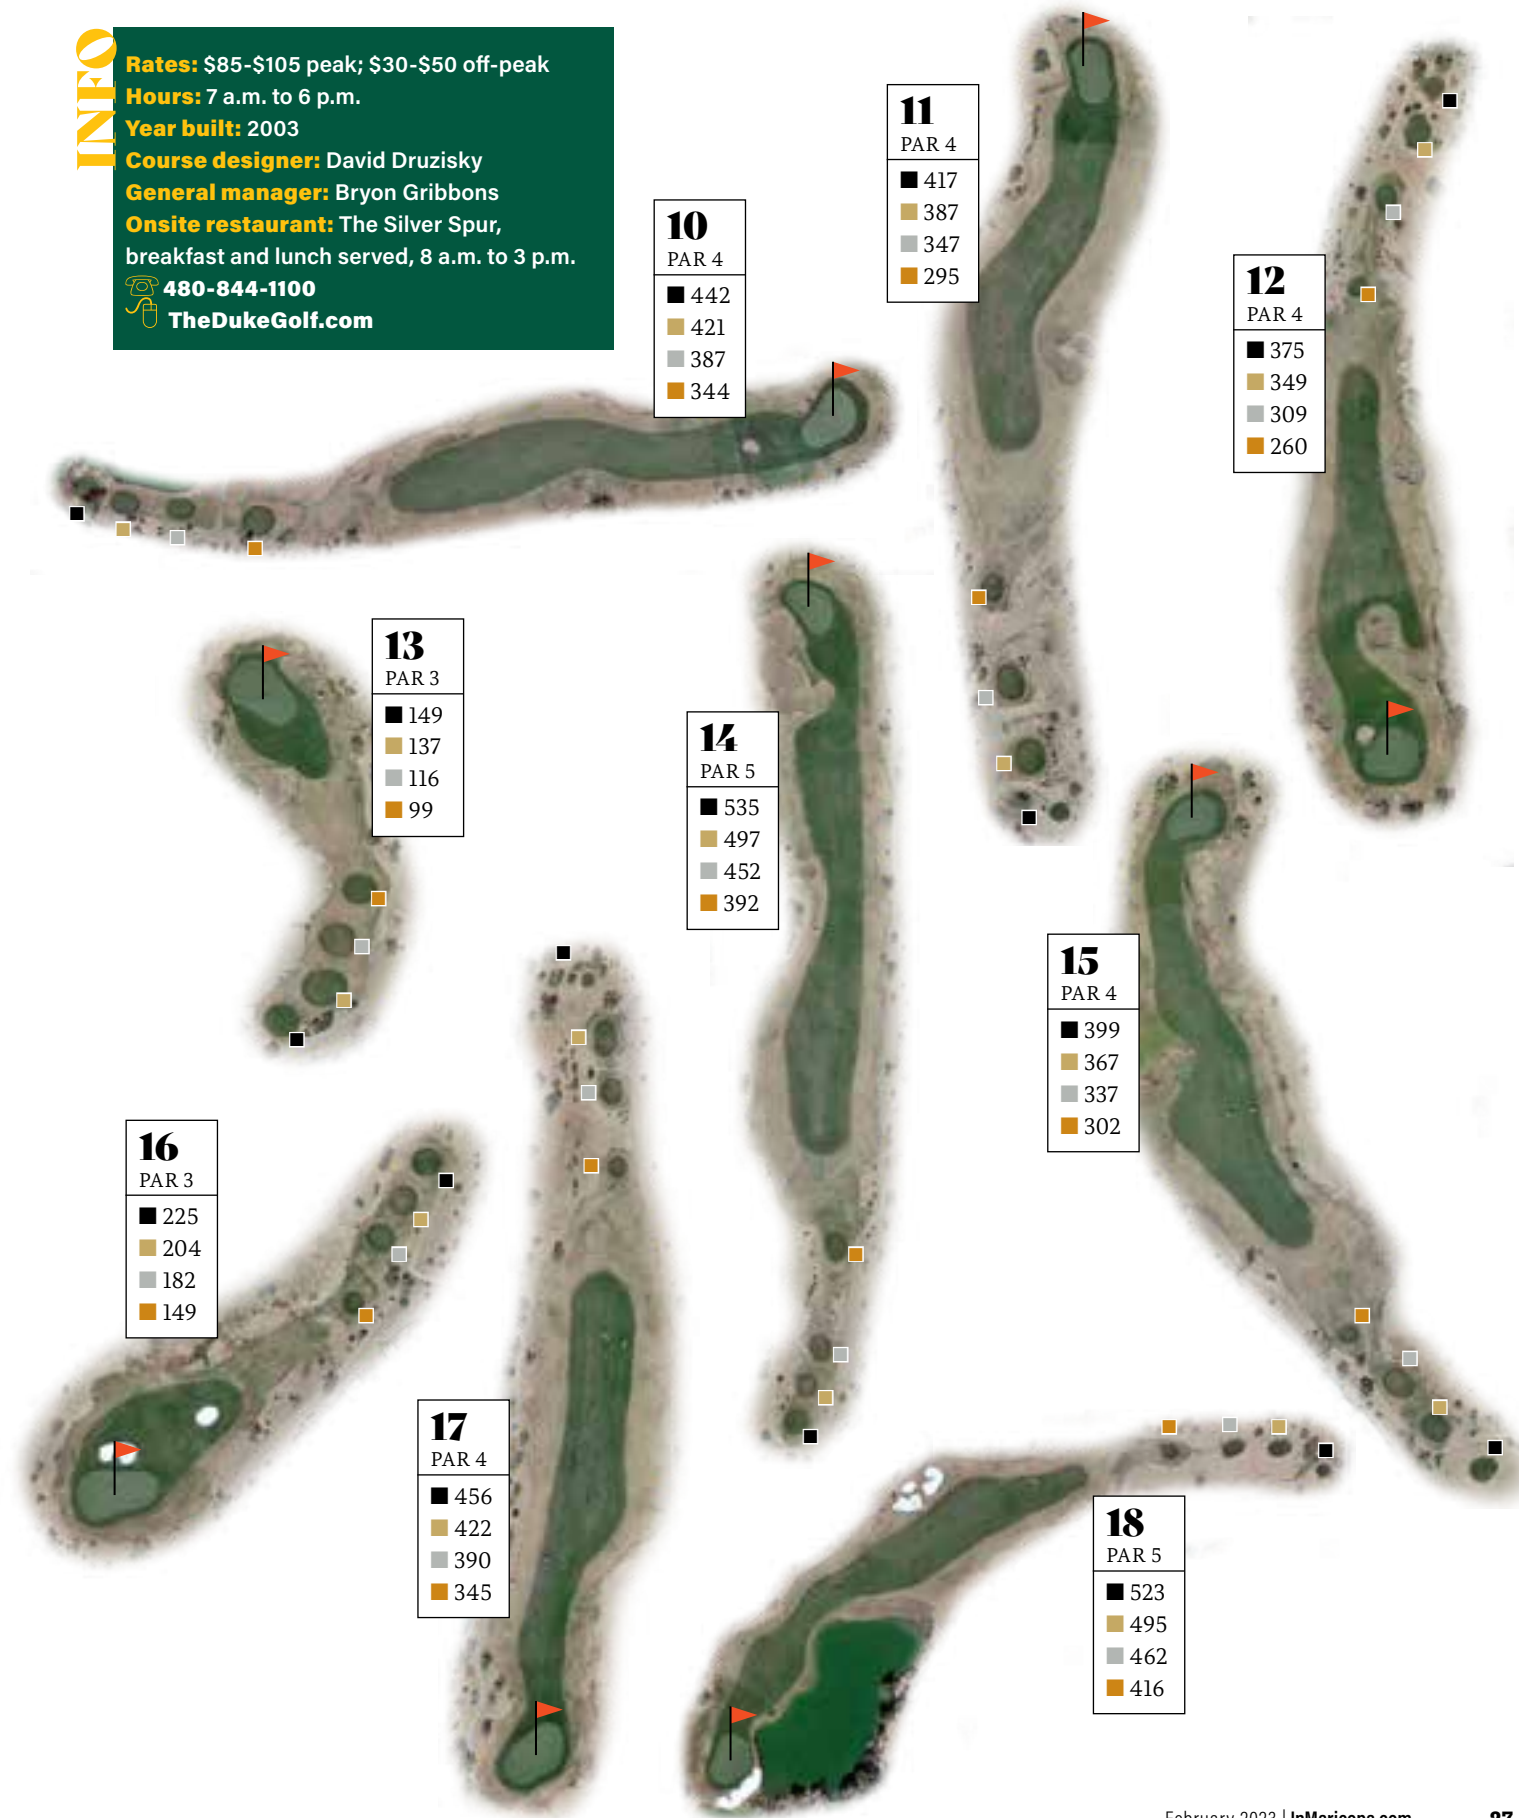 INFO
Rates: $85-$105 peak; $30-$50 off-peak
Hours: 7 a.m. to 6 p.m.
Year built: 2003
Course designer: David Druzisky
General manager: Bryon Gribbons
Onsite restaurant: The Silver Spur,
breakfast and lunch served, 8 a.m. to 3 p.m.
480-844-1100
TheDukeGolf.com
10
PAR 4
442
421
387
344
11
PAR 4
417
387
347
295
12
PAR 4
375
349
309
260
13
PAR 3
149
137
116
99
14
PAR 5
535
497
452
392
15
PAR 4
399
367
337
302
16
PAR 3
225
204
182
149
17
PAR 4
456
422
390
345
18
PAR 5
523
495
462
416
February 2023 | InMaricopa.com 87